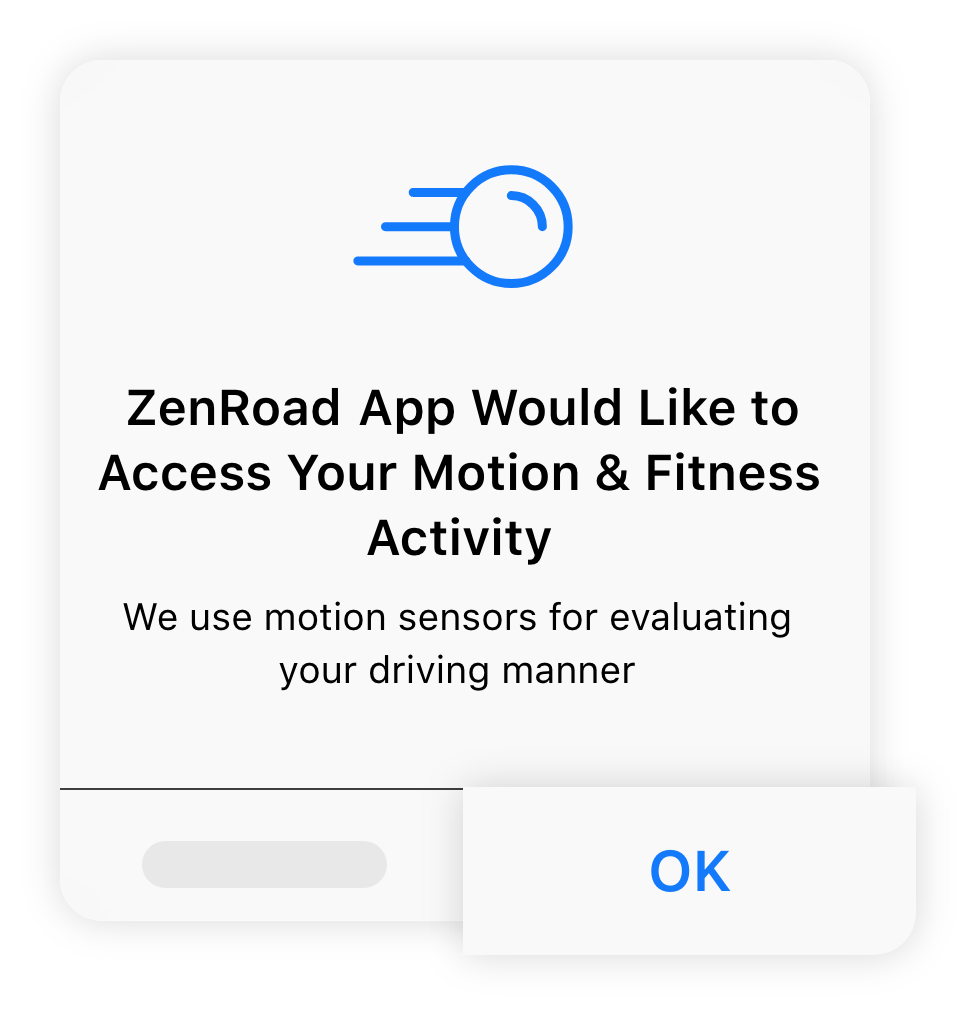 ZenRoad App Would Like to
Access Your Motion & Fitness
Activity
We use motion sensors for evaluating
your driving manner
OK